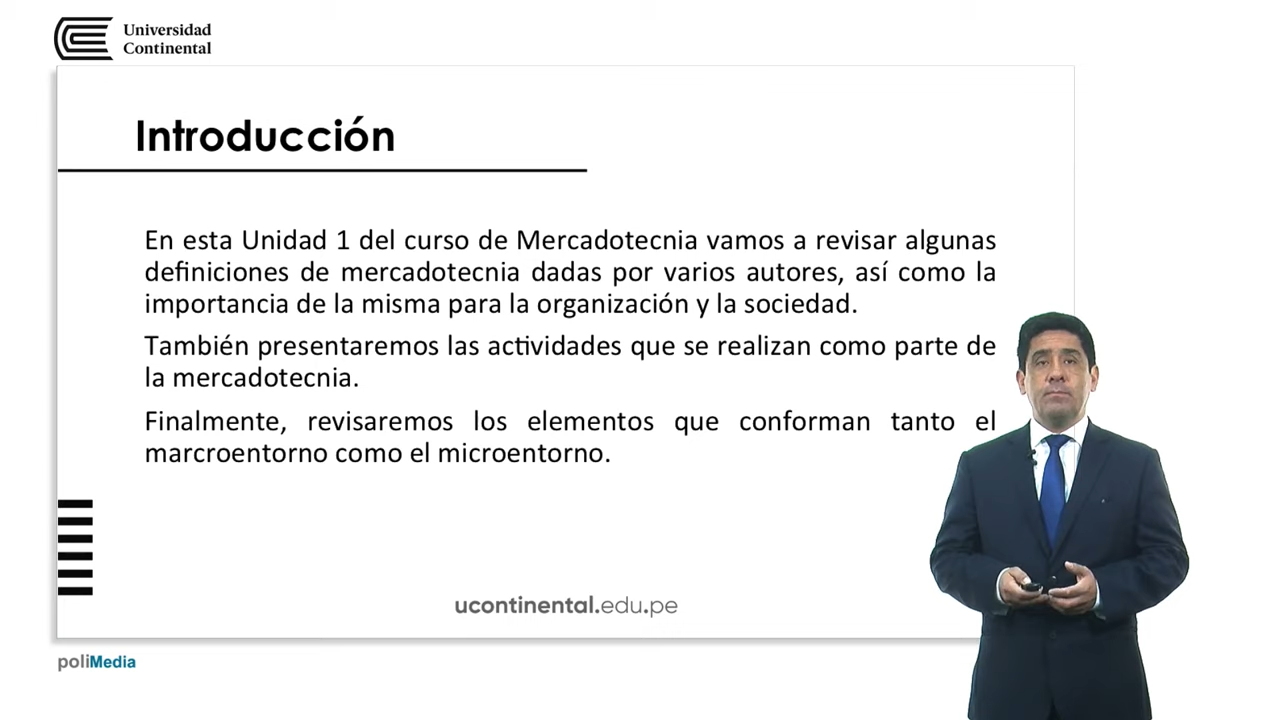 Universidad
Continental
Introducción
En esta Unidad 1 del curso de Mercadotecnia vamos a revisar algunas
definiciones de mercadotecnia dadas por varios autores, así como la
importancia de la misma para la organización y la sociedad.
También presentaremos las actividades que se realizan como parte de
la mercadotecnia.
Finalmente, revisaremos los elementos que conforman tanto el
marcroentorno como el microentorno.
ucontinental.edu.pe
poliMedia